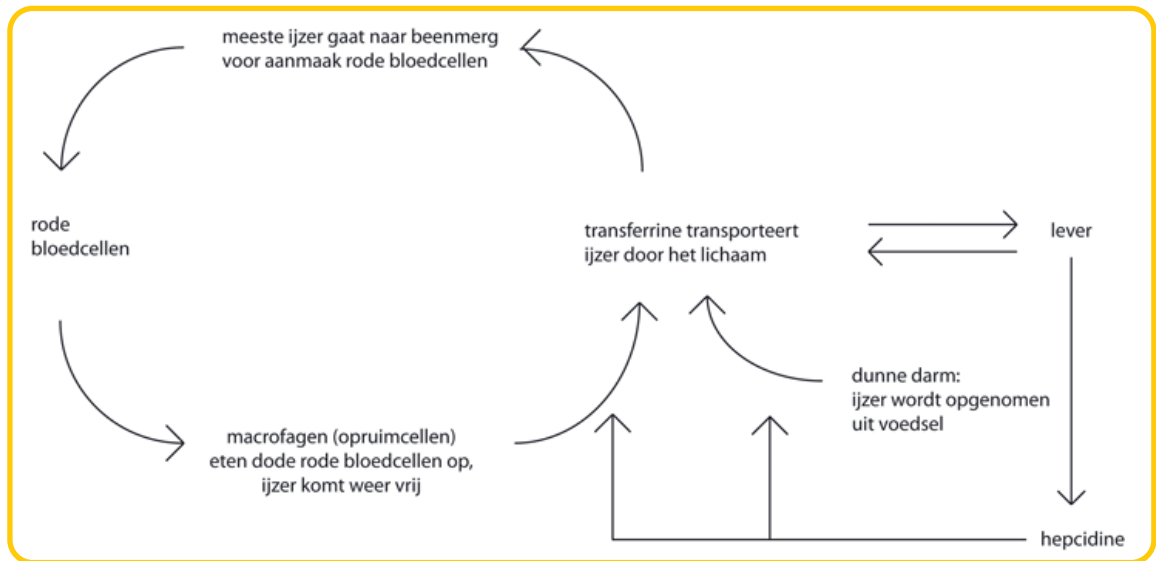 meeste ijzer gaat naar beenmerg
voor aanmaak rode bloedcellen
rode
bloedcellen
transferrine transporteert
ijzer door het lichaam
lever
dunne darm:
ijzer wordt opgenomen
uit voedsel
macrofagen (opruimcellen)
eten dode rode bloedcellen op,
ijzer komt weer vrij
hepcidine